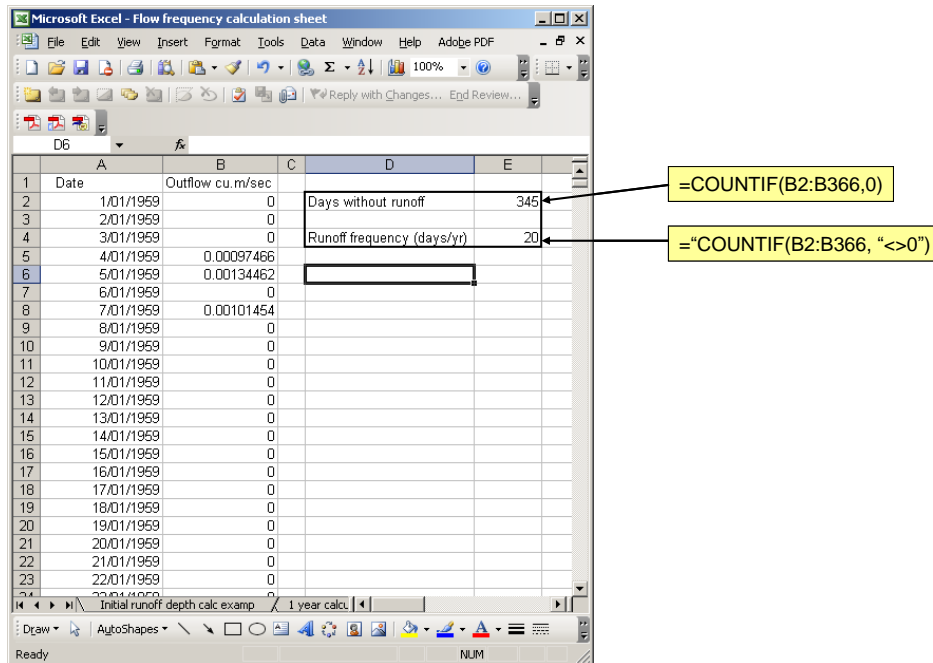 Microsoft Excel - Flow frequency calculation sheet
File Edit View Insert Format Tools Data Window Help Adobe PDF
100%
Reply with Changes... End Review...
D6 fx
A B C D E
1 Date Outflow cu.m/sec
2 1/01/1959 0 Days without runoff 345
=COUNTIF(B2:B366,0)
3 2/01/1959 0
4 3/01/1959 0 Runoff frequency (days/yr) 20
="COUNTIF(B2:B366, “<>0”)
5 4/01/1959 0.00097466
6 5/01/1959 0.00134462
7 6/01/1959 0
8 7/01/1959 0.00101454
9 8/01/1959 0
10 9/01/1959 0
11 10/01/1959 0
12 11/01/1959 0
13 12/01/1959 0
14 13/01/1959 0
15 14/01/1959 0
16 15/01/1959 0
17 16/01/1959 0
18 17/01/1959 0
19 18/01/1959 0
20 19/01/1959 0
21 20/01/1959 0
22 21/01/1959 0
23 22/01/1959 0
Initial runoff depth calc examp 1 year calcu
Draw AutoShapes
Ready NUM